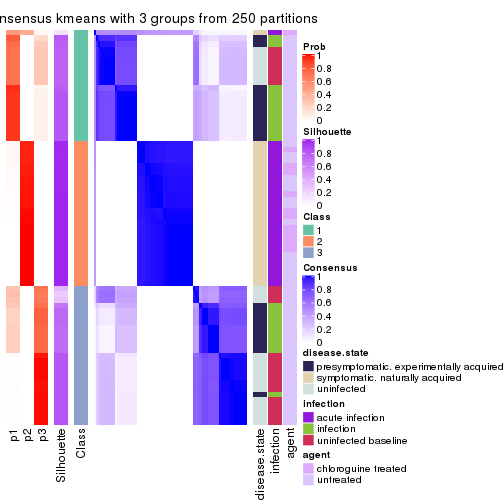 nsensus kmeans with 3 groups from 250 partitions
Prob
1
0.8
0.6
0.4
0.2
0
Silhouette
1
0.8
0.6
0.4
0.2
0
Class
1
2
3
Consensus
1
0.8
0.6
0.4
0.2
0
disease.state
presymptomatic. experimentally acquired
symptomatic. naturally acquired
uninfected
infection
acute infection
infection
uninfected baseline
agent
chloroguine treated
untreated
p1
p2
p3
Silhouette
Class
disease.state
infection
agent